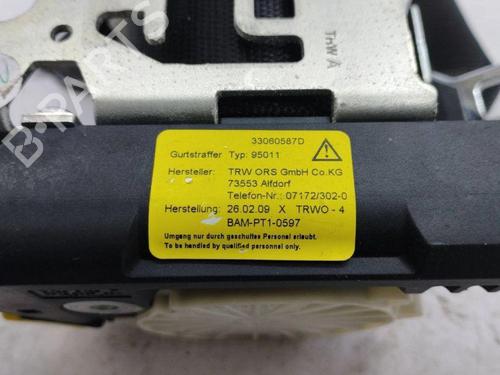 TrW A
B-PARTS
33060587D
Gurtstraffer Typ: 95011
Hersteller: TRW ORS GmbH Co.KG
73553 Alfdorf
Telefon-Nr.: 07172/302-0
Herstellung: 26.02.09 X TRWO - 4
BAM-PT1-0597
Umgang nur durch geschultes Personal erlaubt.
To be handled by qualified personnel only.